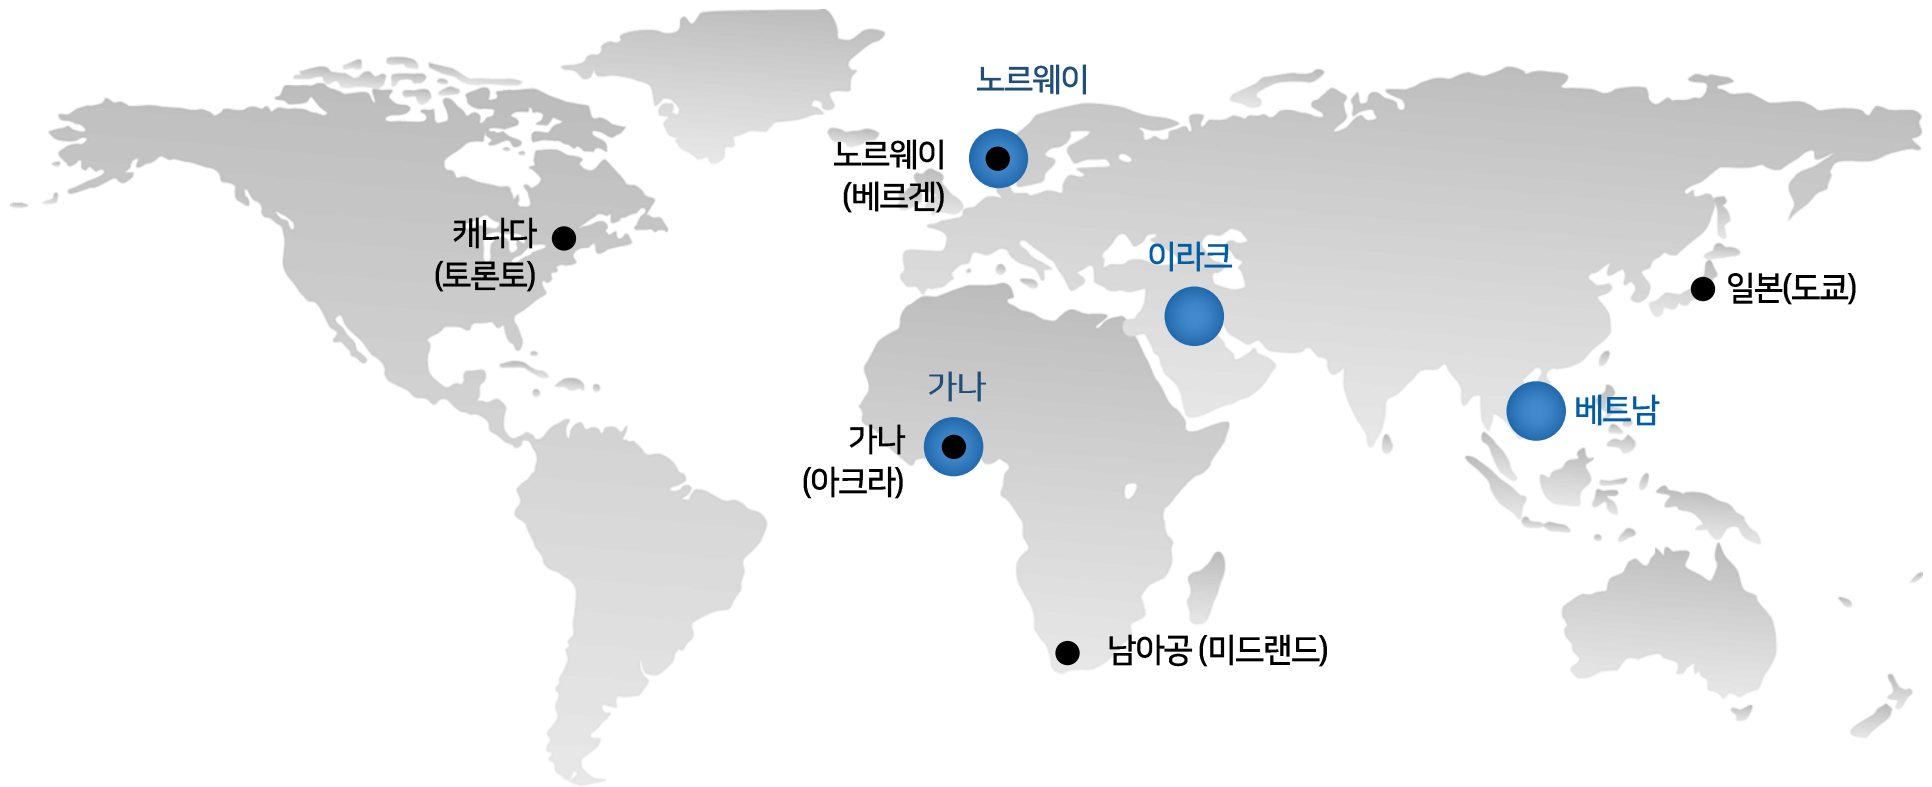 노르웨이
노르웨이
(베르겐)
캐나다
(토론토)
이라크
일본(도쿄)
가나
베트남
가나
(아크라)
남아공 (미드랜드)